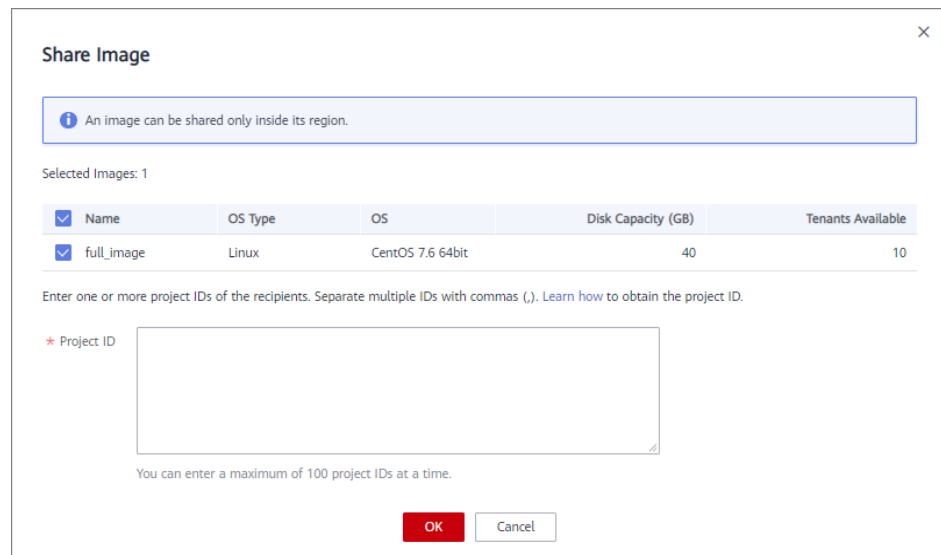 Share Image
An image can be shared only inside its region.
Selected Images: 1
Name OS Type OS Disk Capacity (GB) Tenants Available
full_image Linux CentOS 7.6 64bit 40 10
Enter one or more project IDs of the recipients. Separate multiple IDs with commas (,). Learn how to obtain the project ID.
* Project ID
You can enter a maximum of 100 project IDs at a time.
OK Cancel